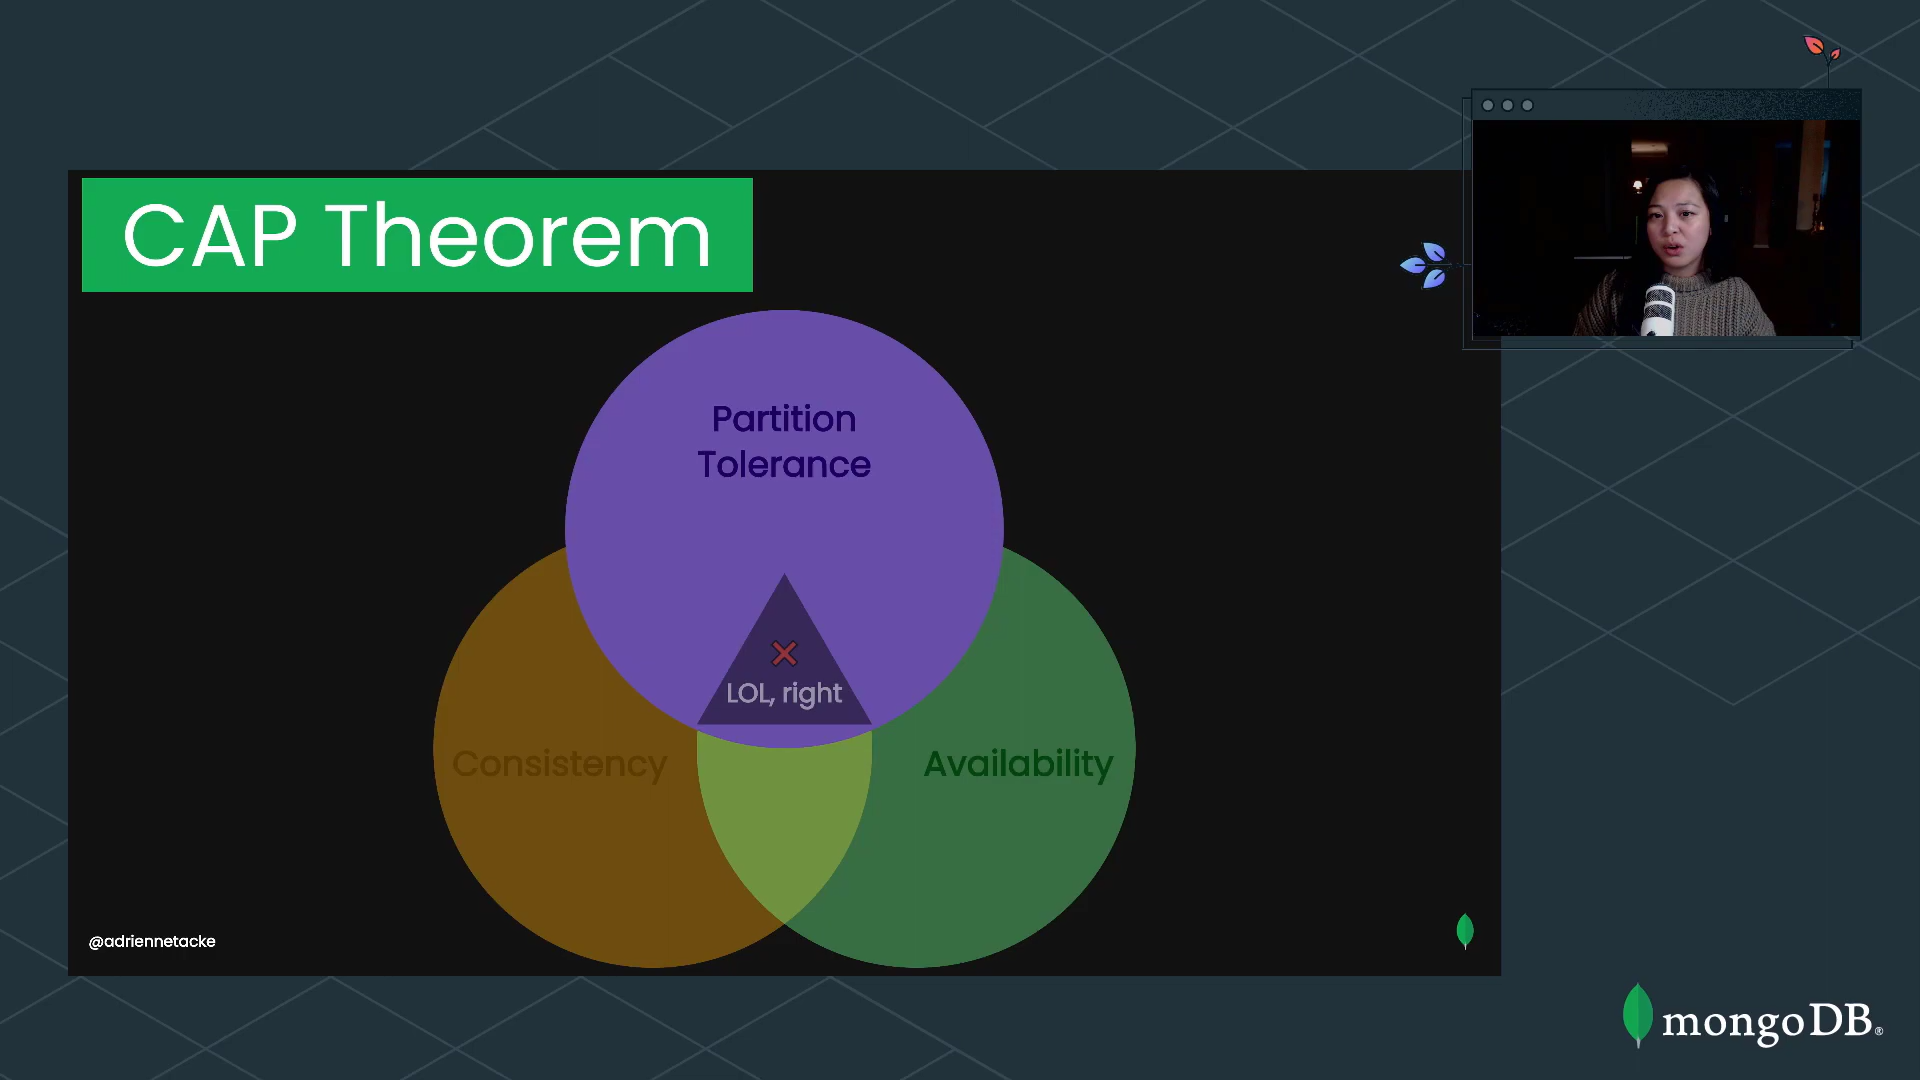 CAP Theorem
Partition
Tolerance
LOL, right
Consistency
Availability
@adriennetacke
mongoDB®